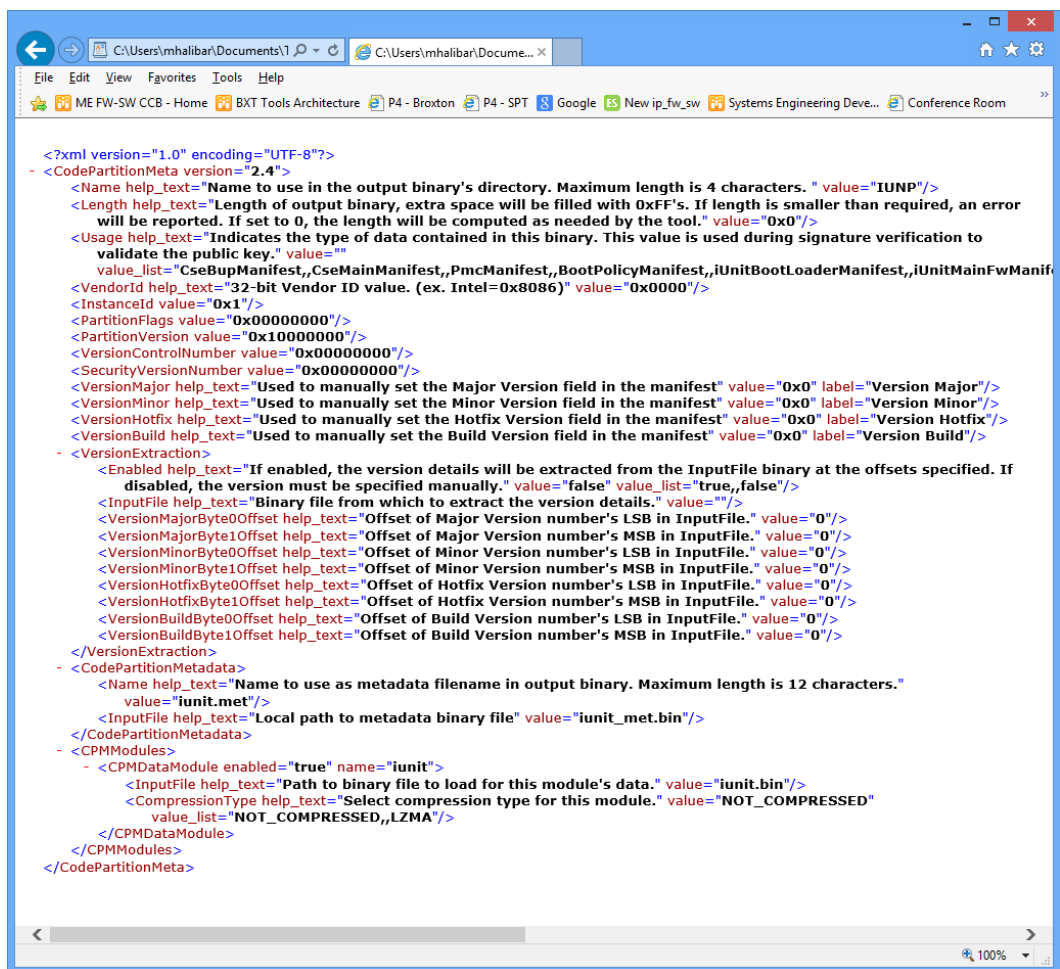 C:\Users\mhalibar\Documents\1
C:\Users\mhalibar\Docume...
File Edit View Favorites Tools Help
ME FW-SW CCB - Home BXT Tools Architecture P4 - Broxton P4 - SPT Google New ip_fw_sw Systems Engineering Deve... Conference Room
<?xml version="1.0" encoding="UTF-8"?>
- <CodePartitionMeta version="2.4">
<Name help_text="Name to use in the output binary's directory. Maximum length is 4 characters. " value="IUNP"/>
<Length help_text="Length of output binary, extra space will be filled with 0xFF's. If length is smaller than required, an error
will be reported. If set to 0, the length will be computed as needed by the tool." value="0x0"/>
<Usage help_text="Indicates the type of data contained in this binary. This value is used during signature verification to
validate the public key." value=""
value_list="CseBupManifest,,CseMainManifest,,PmcManifest,,BootPolicyManifest,,iUnitBootLoaderManifest,,iUnitMainFwManif
<VendorId help_text="32-bit Vendor ID value. (ex. Intel=0x8086)" value="0x0000"/>
<InstanceId value="0x1"/>
<PartitionFlags value="0x00000000"/>
<PartitionVersion value="0x10000000"/>
<VersionControlNumber value="0x00000000"/>
<SecurityVersionNumber value="0x00000000"/>
<VersionMajor help_text="Used to manually set the Major Version field in the manifest" value="0x0" label="Version Major"/>
<VersionMinor help_text="Used to manually set the Minor Version field in the manifest" value="0x0" label="Version Minor"/>
<VersionHotfix help_text="Used to manually set the Hotfix Version field in the manifest" value="0x0" label="Version Hotfix"/>
<VersionBuild help_text="Used to manually set the Build Version field in the manifest" value="0x0" label="Version Build"/>
- <VersionExtraction>
<Enabled help_text="If enabled, the version details will be extracted from the InputFile binary at the offsets specified. If
disabled, the version must be specified manually." value="false" value_list="true,,false"/>
<InputFile help_text="Binary file from which to extract the version details." value=""/>
<VersionMajorByte0Offset help_text="Offset of Major Version number's LSB in InputFile." value="0"/>
<VersionMajorByte1Offset help_text="Offset of Major Version number's MSB in InputFile." value="0"/>
<VersionMinorByte0Offset help_text="Offset of Minor Version number's LSB in InputFile." value="0"/>
<VersionMinorByte1Offset help_text="Offset of Minor Version number's MSB in InputFile." value="0"/>
<VersionHotfixByte0Offset help_text="Offset of Hotfix Version number's LSB in InputFile." value="0"/>
<VersionHotfixByte1Offset help_text="Offset of Hotfix Version number's MSB in InputFile." value="0"/>
<VersionBuildByte0Offset help_text="Offset of Build Version number's LSB in InputFile." value="0"/>
<VersionBuildByte1Offset help_text="Offset of Build Version number's MSB in InputFile." value="0"/>
</VersionExtraction>
- <CodePartitionMetadata>
<Name help_text="Name to use as metadata filename in output binary. Maximum length is 12 characters."
value="iunit.met"/>
<InputFile help_text="Local path to metadata binary file" value="iunit_met.bin"/>
</CodePartitionMetadata>
- <CPMModules>
- <CPMDataModule enabled="true" name="iunit">
<InputFile help_text="Path to binary file to load for this module's data." value="iunit.bin"/>
<CompressionType help_text="Select compression type for this module." value="NOT_COMPRESSED"
value_list="NOT_COMPRESSED,,LZMA"/>
</CPMDataModule>
</CPMModules>
</CodePartitionMeta>
100%